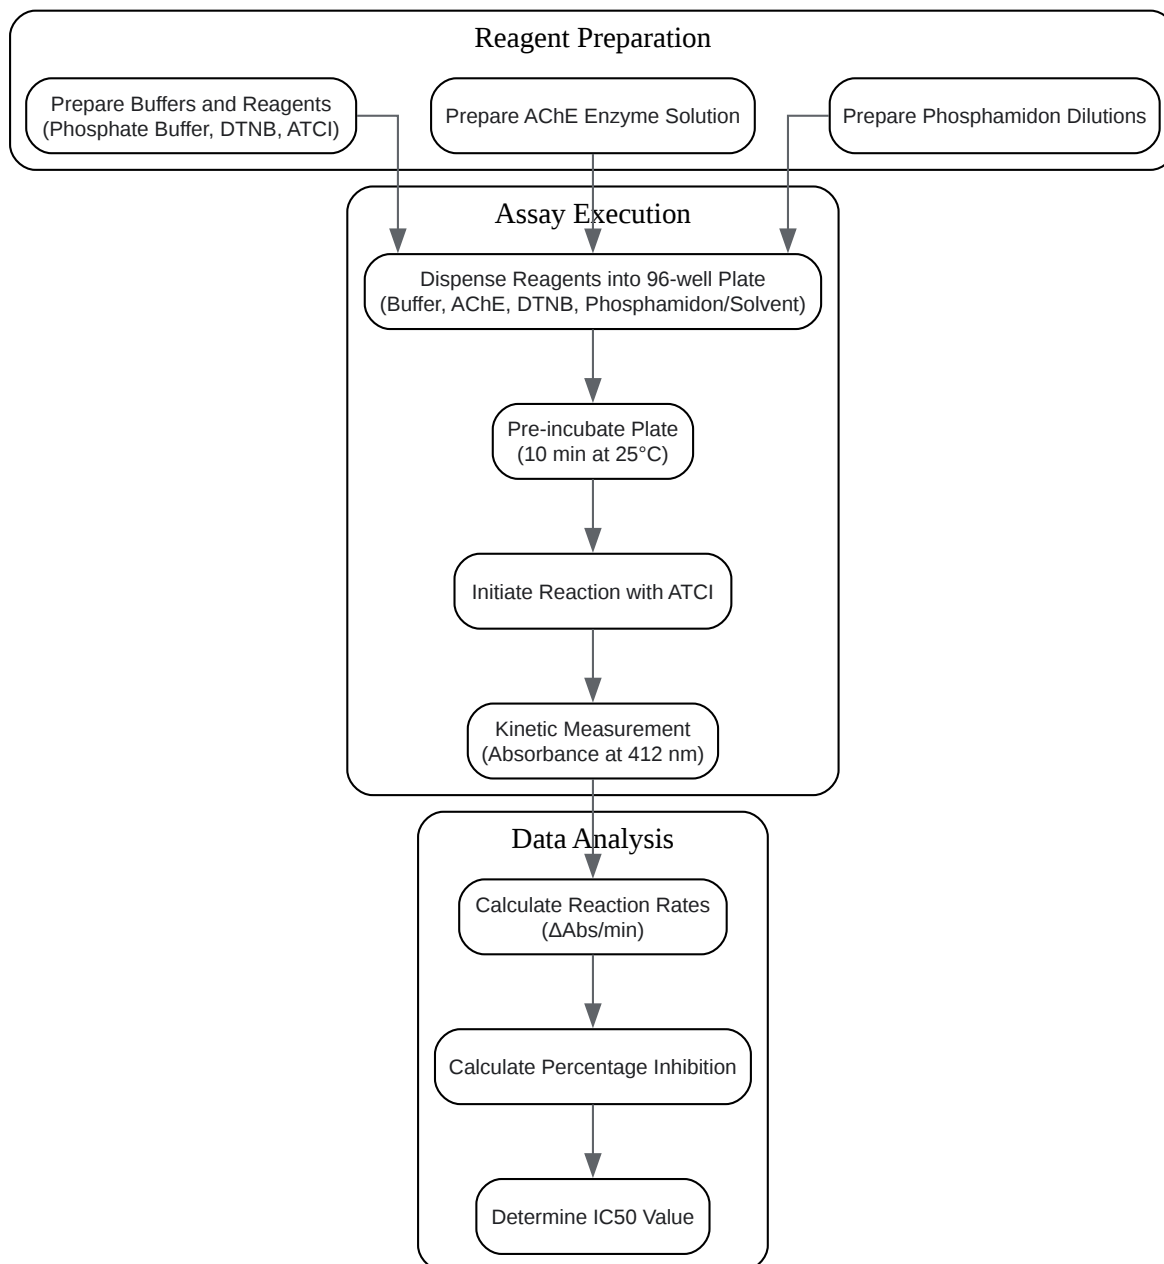 Reagent Preparation
Prepare Buffers and Reagents
(Phosphate Buffer, DTNB, ATCI)
Prepare AChE Enzyme Solution
Prepare Phosphamidon Dilutions
Assay Execution
Dispense Reagents into 96-well Plate
(Buffer, AChE, DTNB, Phosphamidon/Solvent)
Pre-incubate Plate
(10 min at 25°C)
Initiate Reaction with ATCI
Kinetic Measurement
(Absorbance at 412 nm)
Data Analysis
Calculate Reaction Rates
(ΔAbs/min)
Calculate Percentage Inhibition
Determine IC50 Value